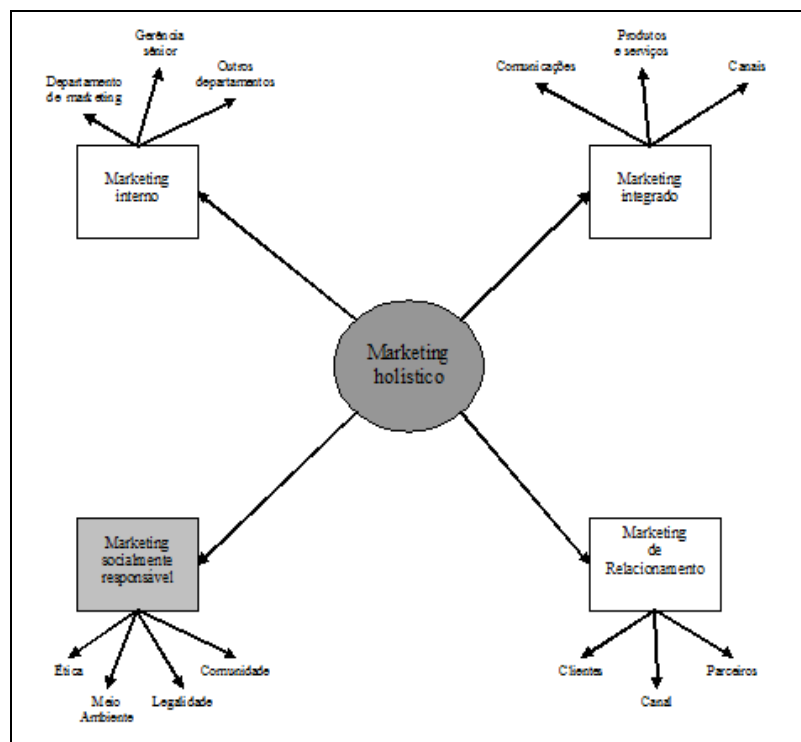 Gerência
sênior
Departamento
de marketing
Outros
departamentos
Marketing
interno
Produtos
e serviços
Comunicações
Canais
Marketing
integrado
Marketing
holístico
Marketing
socialmente
responsável
Ética
Meio
Ambiente
Legalidade
Comunidade
Marketing
de
Relacionamento
Clientes
Canal
Parceiros